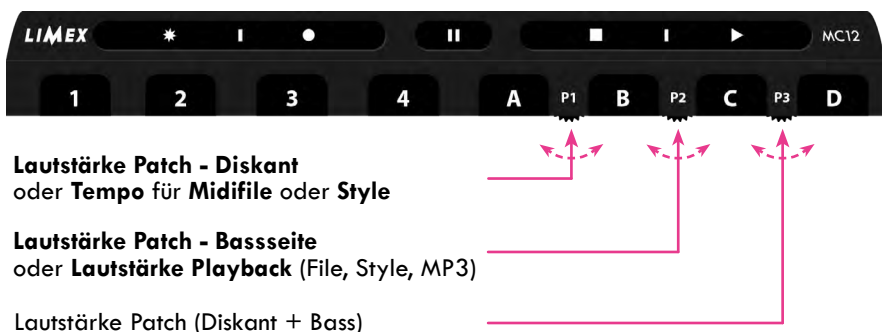 LIMEX MC12
1 2 3 4 A P1 B P2 C P3 D
Lautstärke Patch - Diskant
oder Tempo für Midifile oder Style
Lautstärke Patch - Bassseite
oder Lautstärke Playback (File, Style, MP3)
Lautstärke Patch (Diskant + Bass)